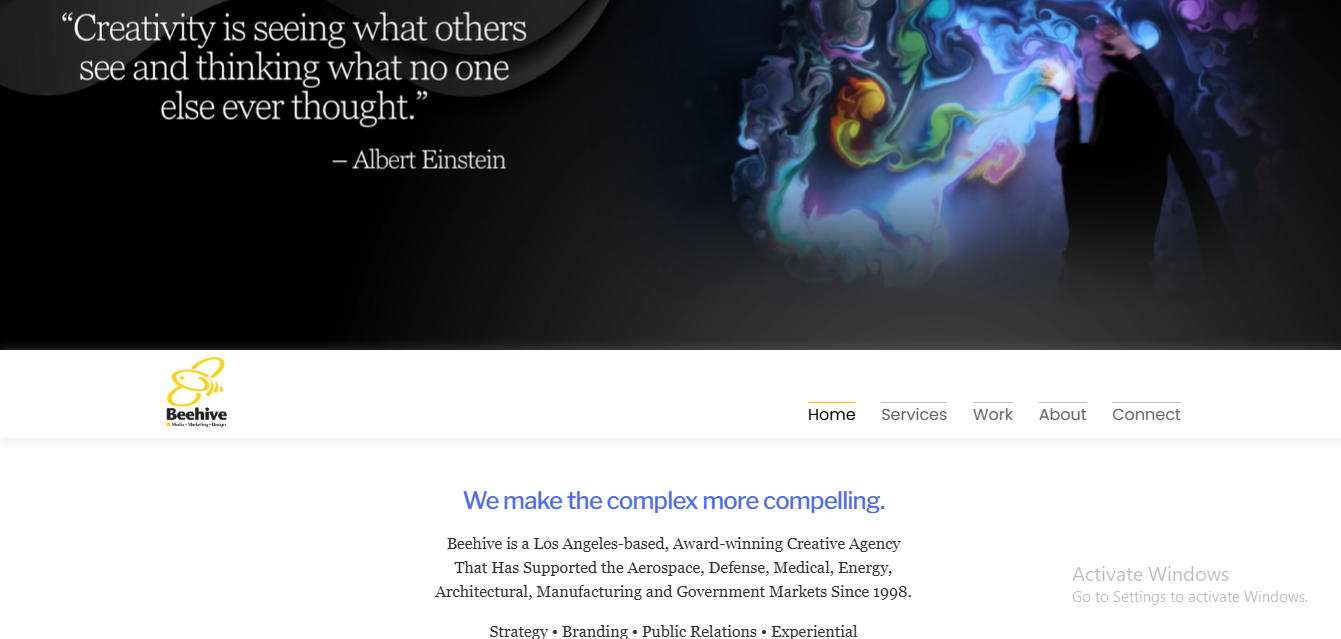 “Creativity is seeing what others
see and thinking what no one
else ever thought.”
– Albert Einstein
Beehive
Media • Marketing • Design
Home Services Work About Connect
We make the complex more compelling.
Beehive is a Los Angeles-based, Award-winning Creative Agency
That Has Supported the Aerospace, Defense, Medical, Energy,
Architectural, Manufacturing and Government Markets Since 1998.
Strategy • Branding • Public Relations • Experiential
Activate Windows
Go to Settings to activate Windows.